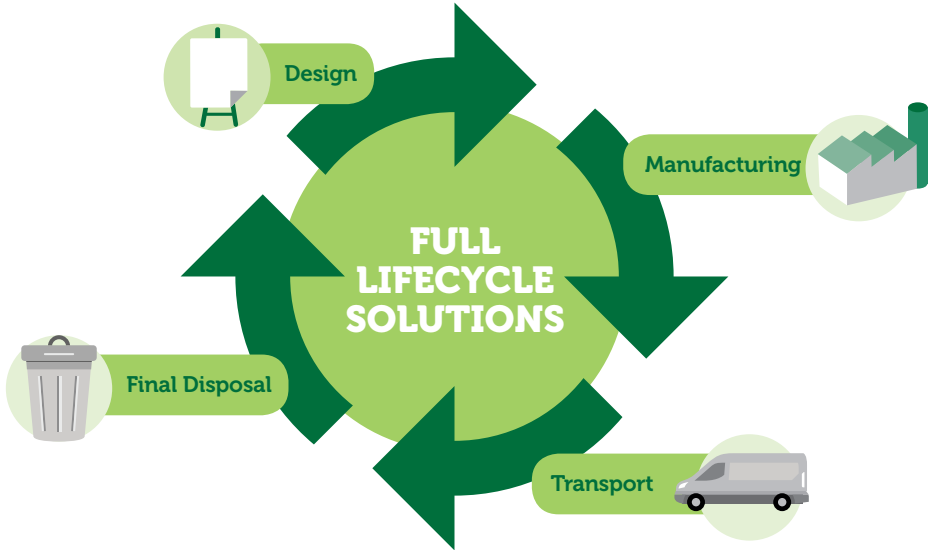 Design
Manufacturing
FULL
LIFECYCLE
SOLUTIONS
Final Disposal
Transport